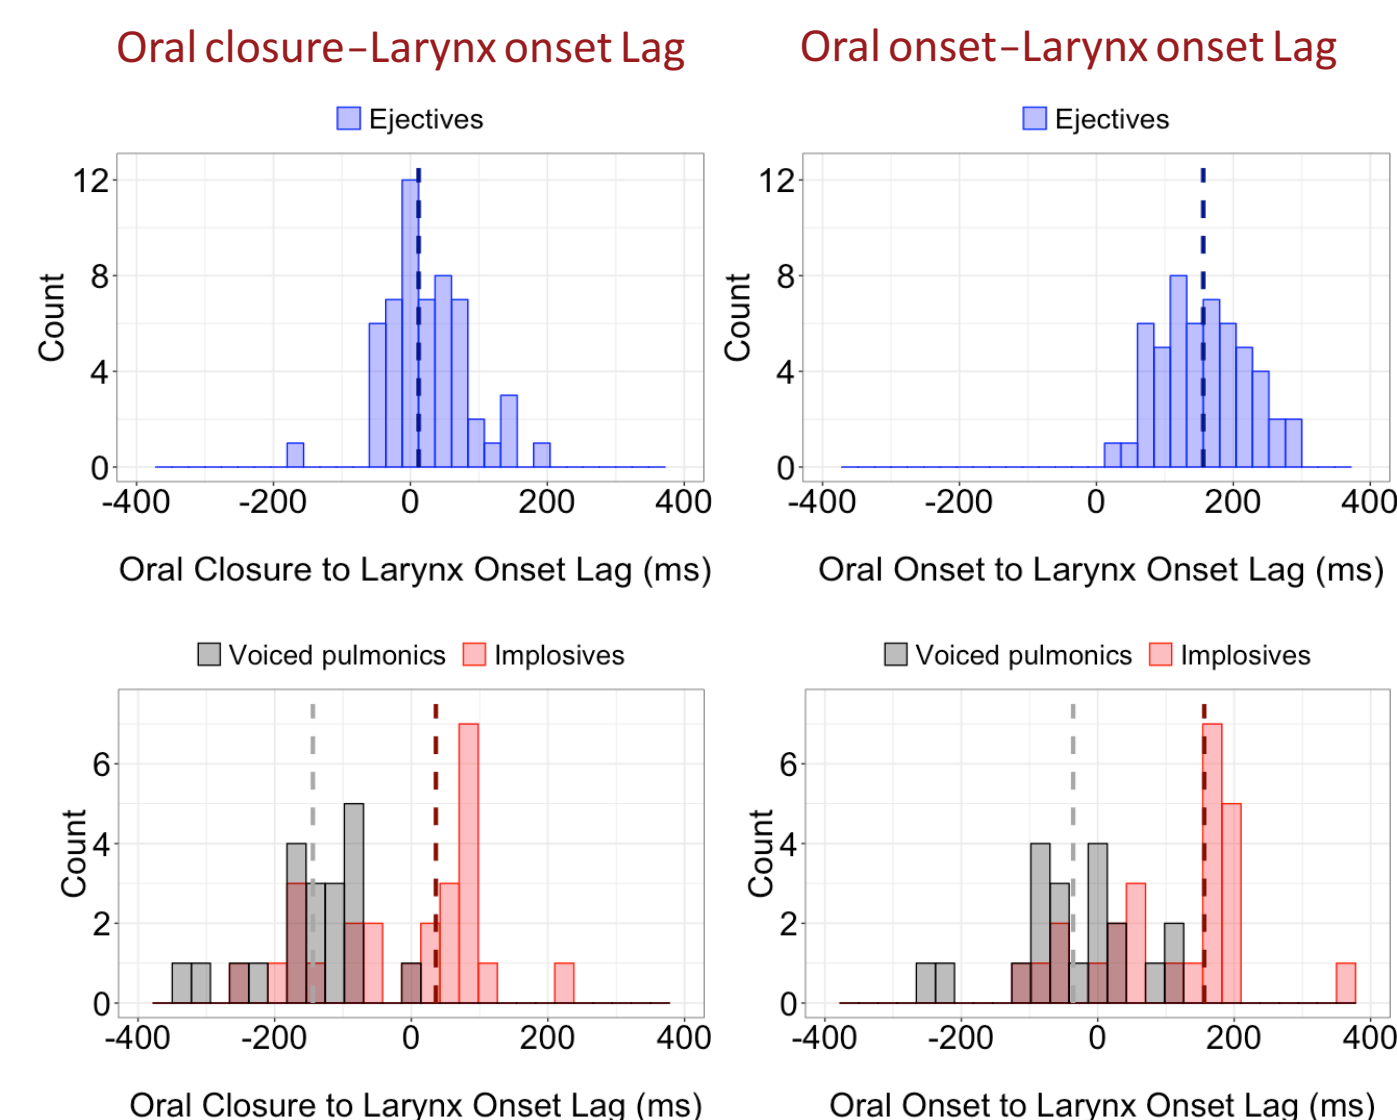 Oral closure–Larynx onset Lag
Oral onset–Larynx onset Lag
Ejectives
12
8
4
0
Count
-400 -200 0 200 400
Oral Closure to Larynx Onset Lag (ms)
Ejectives
12
8
4
0
Count
-400 -200 0 200 400
Oral Onset to Larynx Onset Lag (ms)
Voiced pulmonics Implosives
6
4
2
0
Count
-400 -200 0 200 400
Oral Closure to Larynx Onset Lag (ms)
Voiced pulmonics Implosives
6
4
2
0
Count
-400 -200 0 200 400
Oral Onset to Larynx Onset Lag (ms)